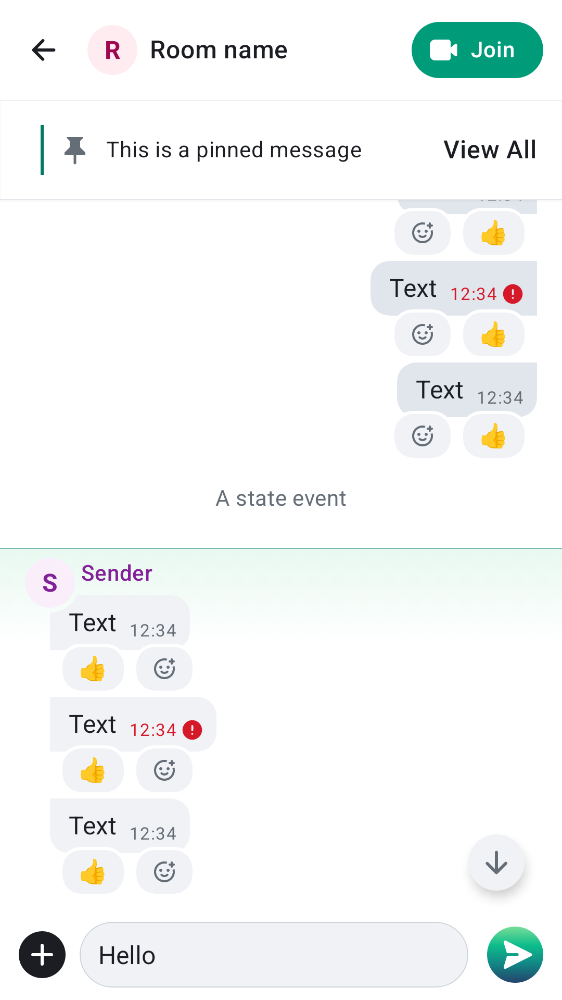 R Room name Join
This is a pinned message View All
Text 12:34
Text 12:34
A state event
S Sender
Text 12:34
Text 12:34
Text 12:34
Hello